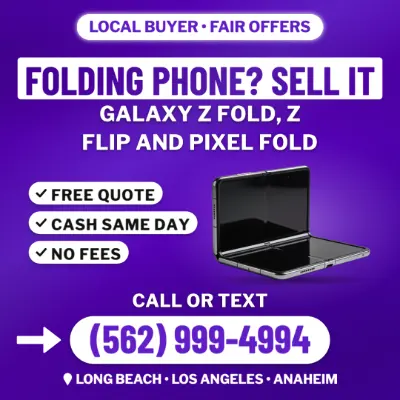 LOCAL BUYER • FAIR OFFERS
FOLDING PHONE? SELL IT
GALAXY Z FOLD, Z
FLIP AND PIXEL FOLD
FREE QUOTE
CASH SAME DAY
NO FEES
CALL OR TEXT
(562) 999-4994
LONG BEACH • LOS ANGELES • ANAHEIM